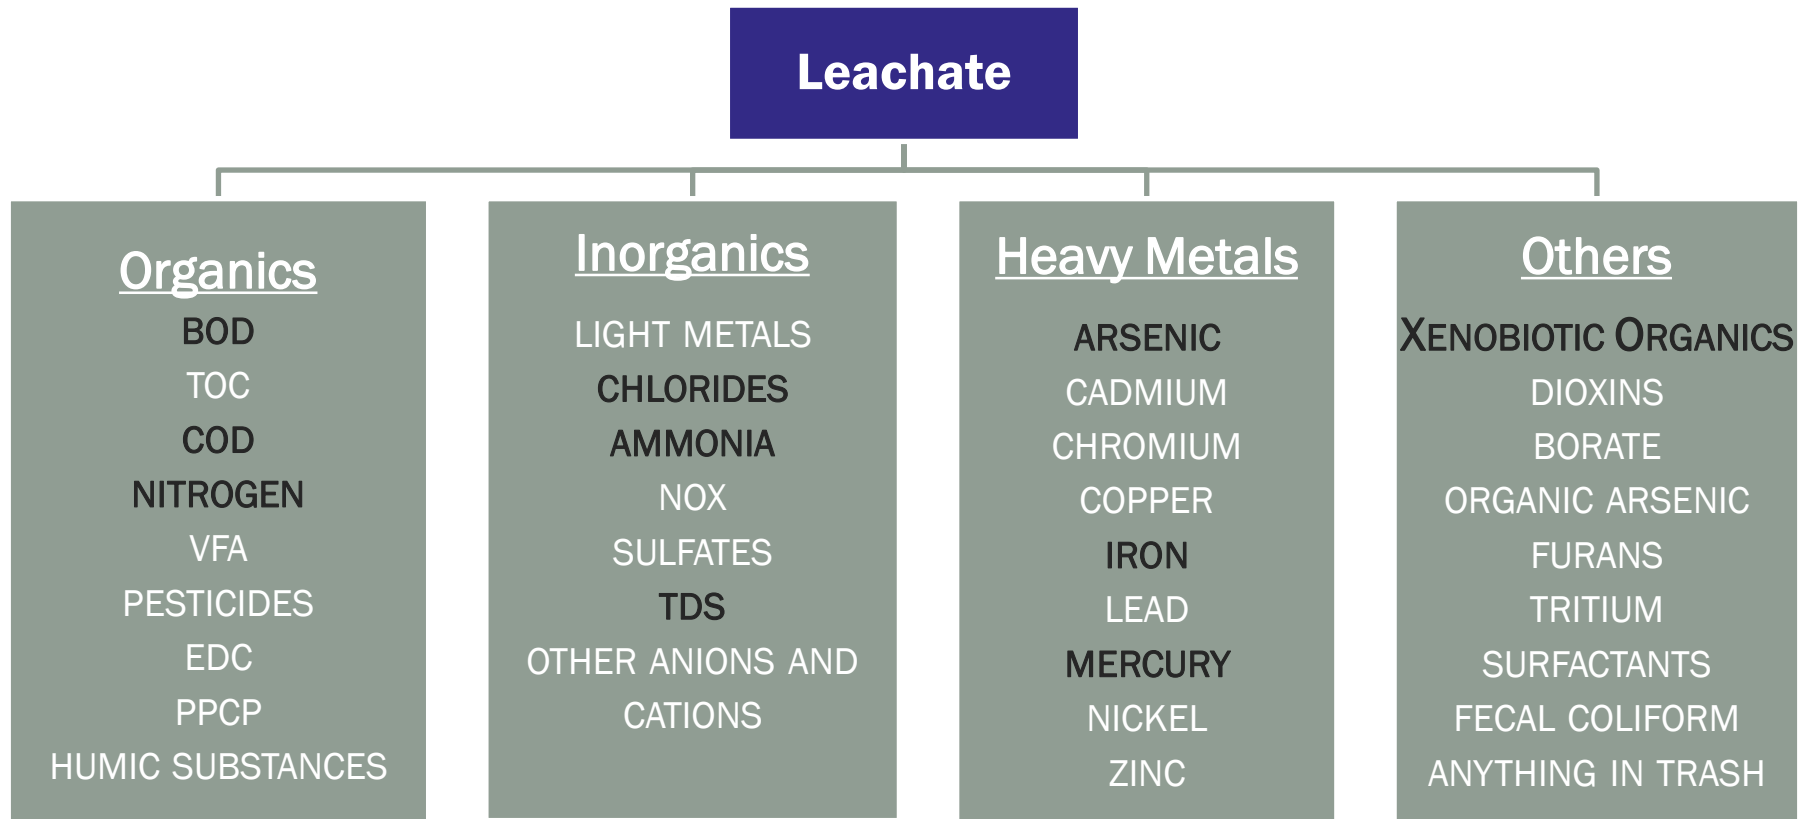 Leachate
Organics
BOD
TOC
COD
NITROGEN
VFA
PESTICIDES
EDC
PPCP
HUMIC SUBSTANCES
Inorganics
LIGHT METALS
CHLORIDES
AMMONIA
NOX
SULFATES
TDS
OTHER ANIONS AND
CATIONS
Heavy Metals
ARSENIC
CADMIUM
CHROMIUM
COPPER
IRON
LEAD
MERCURY
NICKEL
ZINC
Others
XENOBIOTIC ORGANICS
DIOXINS
BORATE
ORGANIC ARSENIC
FURANS
TRITIUM
SURFACTANTS
FECAL COLIFORM
ANYTHING IN TRASH